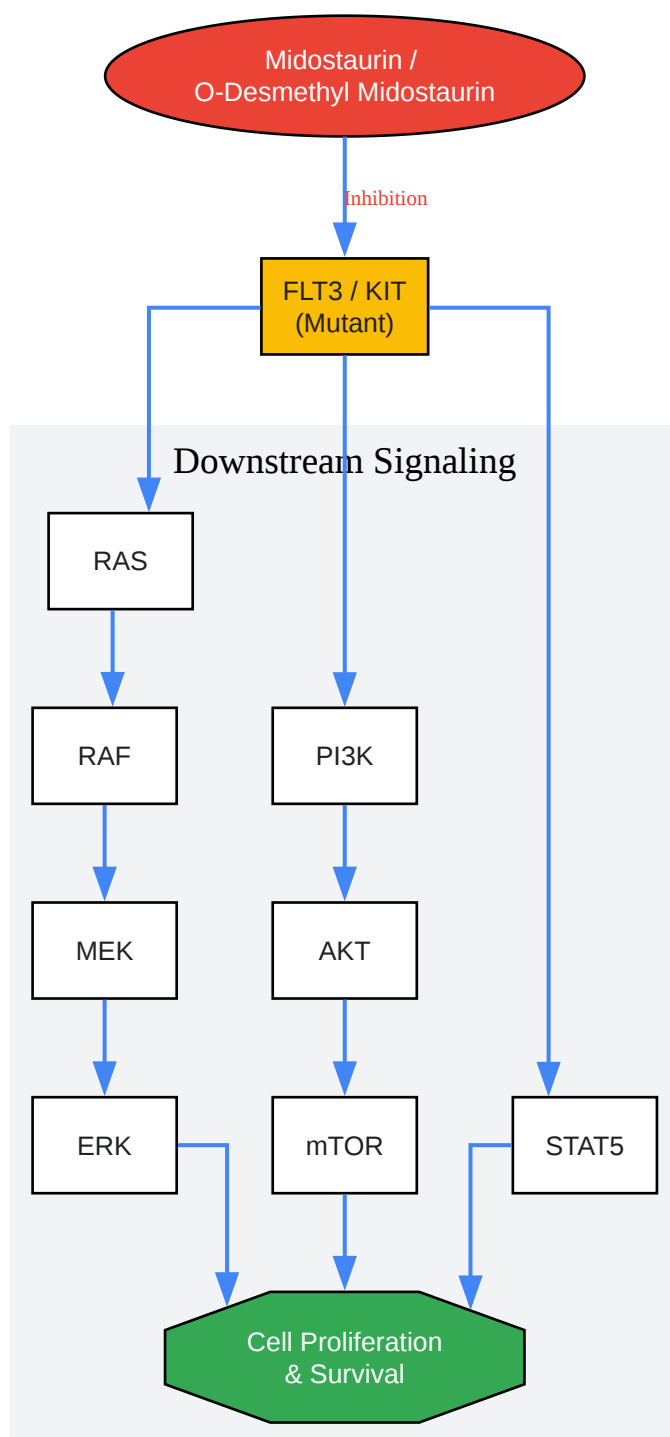 Midostaurin /
O-Desmethyl Midostaurin
Inhibition
FLT3 / KIT
(Mutant)
Downstream Signaling
RAS
RAF
PI3K
MEK
AKT
ERK
mTOR
STAT5
Cell Proliferation
& Survival